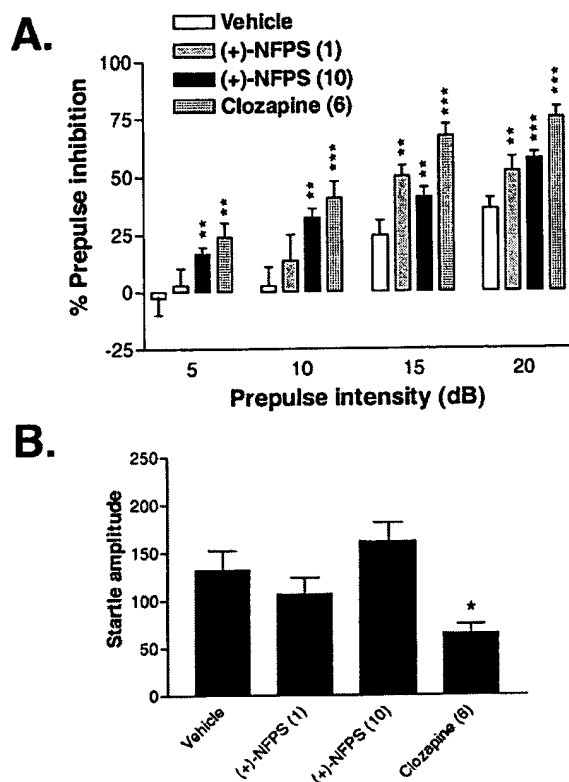 A.
Vehicle
(+)-NFPS (1)
(+)-NFPS (10)
Clozapine (6)
% Prepulse inhibition
100
75
50
25
0
-25
** **
** ***
** ** ***
** *** ***
5 10 15 20
Prepulse intensity (dB)
B.
Startle amplitude
250
200
150
100
50
0
*
Vehicle
(+)-NFPS (1)
(+)-NFPS (10)
Clozapine (6)